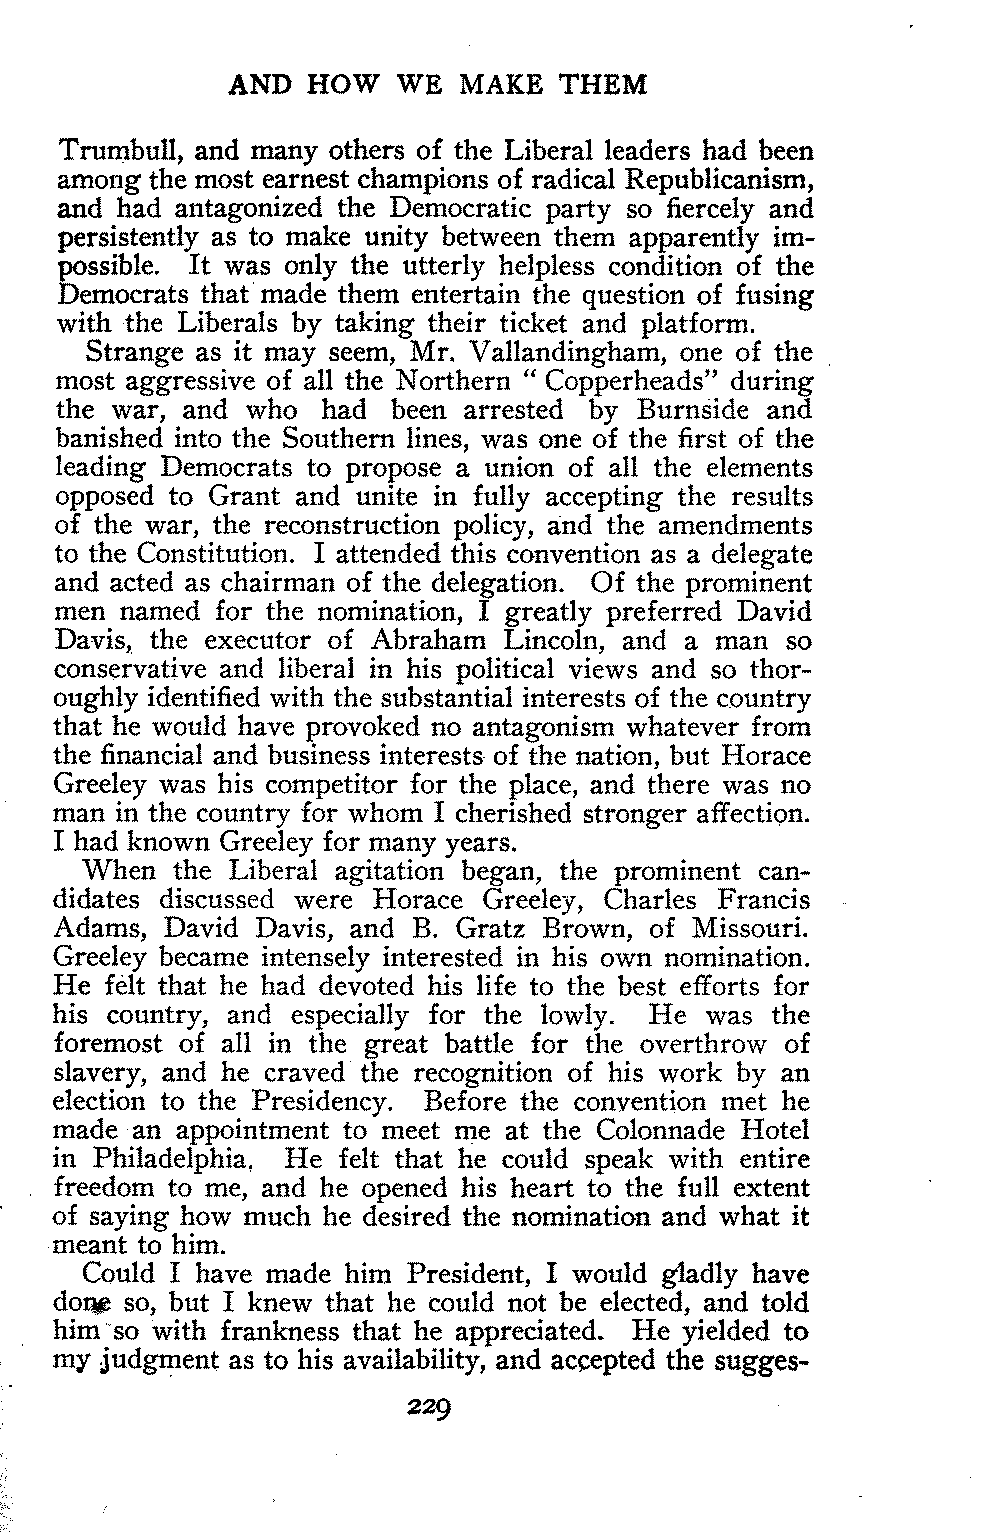 AND HOW WE MAKE THEM
Trumbull, and many others of the Liberal leaders had been
among the most earnest champions of radical Republicanism,
and had antagonized the Democratic party so fiercely and
persistently as to make unity between them apparently im-
possible. It was only the utterly helpless condition of the
Democrats that made them entertain the question of fusing
with the Liberals by taking their ticket and platform.
Strange as it may seem, Mr. Vallandingham, one of the
most aggressive of all the Northern “ Copperheads” during
the war, and who had been arrested by Burnside and
banished into the Southern lines, was one of the first of the
leading Democrats to propose a union of all the elements
opposed to Grant and unite in fully accepting the results
of the war, the reconstruction policy, and the amendments
to the Constitution. I attended this convention as a delegate
and acted as chairman of the delegation. Of the prominent
men named for the nomination, I greatly preferred David
Davis, the executor of Abraham Lincoln, and a man so
conservative and liberal in his political views and so thor-
oughly identified with the substantial interests of the country
that he would have provoked no antagonism whatever from
the financial and business interests of the nation, but Horace
Greeley was his competitor for the place, and there was no
man in the country for whom I cherished stronger affection.
I had known Greeley for many years.
When the Liberal agitation began, the prominent can-
didates discussed were Horace Greeley, Charles Francis
Adams, David Davis, and B. Gratz Brown, of Missouri.
Greeley became intensely interested in his own nomination.
He felt that he had devoted his life to the best efforts for
his country, and especially for the lowly. He was the
foremost of all in the great battle for the overthrow of
slavery, and he craved the recognition of his work by an
election to the Presidency. Before the convention met he
made an appointment to meet me at the Colonnade Hotel
in Philadelphia. He felt that he could speak with entire
freedom to me, and he opened his heart to the full extent
of saying how much he desired the nomination and what it
meant to him.
Could I have made him President, I would gladly have
done so, but I knew that he could not be elected, and told
him so with frankness that he appreciated. He yielded to
my judgment as to his availability, and accepted the sugges-
229